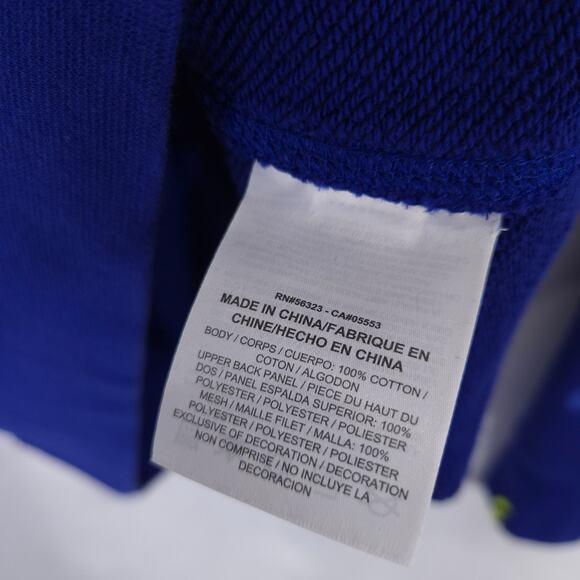 RN#56323 - CA#05553
MADE IN CHINA/FABRIQUE EN
CHINE/HECHO EN CHINA
BODY / CORPS / CUERPO: 100% COTTON /
COTON / ALGODON
UPPER BACK PANEL / PIECE DU HAUT DU
DOS / PANEL ESPALDA SUPERIOR: 100%
POLYESTER / POLYESTER / POLIESTER
MESH / MAILLE FILET / MALLA: 100%
POLYESTER / POLYESTER / POLIESTER
EXCLUSIVE OF DECORATION / DECORATION
NON COMPRISE / NO INCLUYE LA
DECORACION